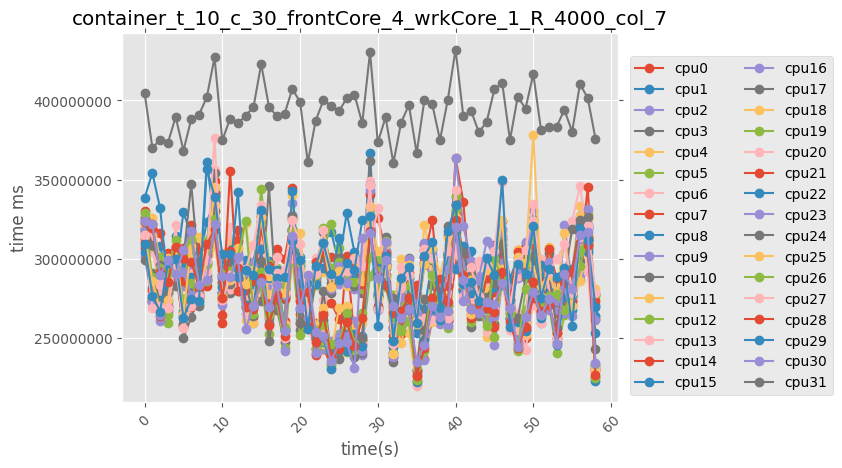 container_t_10_c_30_frontCore_4_wrkCore_1_R_4000_col_7
time ms
400000000
350000000
300000000
250000000
0
10
20
30
40
50
60
time(s)
cpu0
cpu1
cpu2
cpu3
cpu4
cpu5
cpu6
cpu7
cpu8
cpu9
cpu10
cpu11
cpu12
cpu13
cpu14
cpu15
cpu16
cpu17
cpu18
cpu19
cpu20
cpu21
cpu22
cpu23
cpu24
cpu25
cpu26
cpu27
cpu28
cpu29
cpu30
cpu31